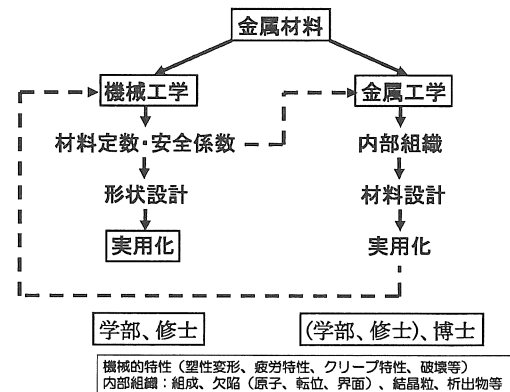 金属材料
機械工学
金属工学
材料定数・安全係数
内部組織
形状設計
材料設計
実用化
実用化
学部、修士
(学部、修士)、博士
機械的特性（塑性変形、疲労特性、クリープ特性、破壊等）
内部組織：組成、欠陥（原子、転位、界面）、結晶粒、析出物等